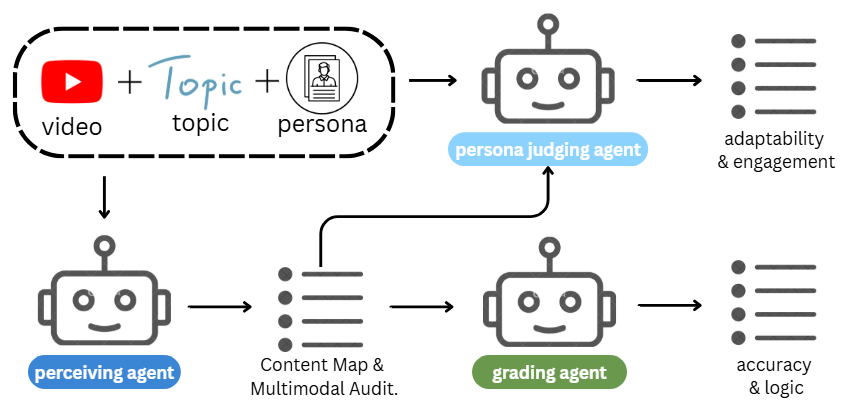 Topic
video
topic
persona
persona judging agent
adaptability
& engagement
perceiving agent
Content Map &
Multimodal Audit.
grading agent
accuracy
& logic